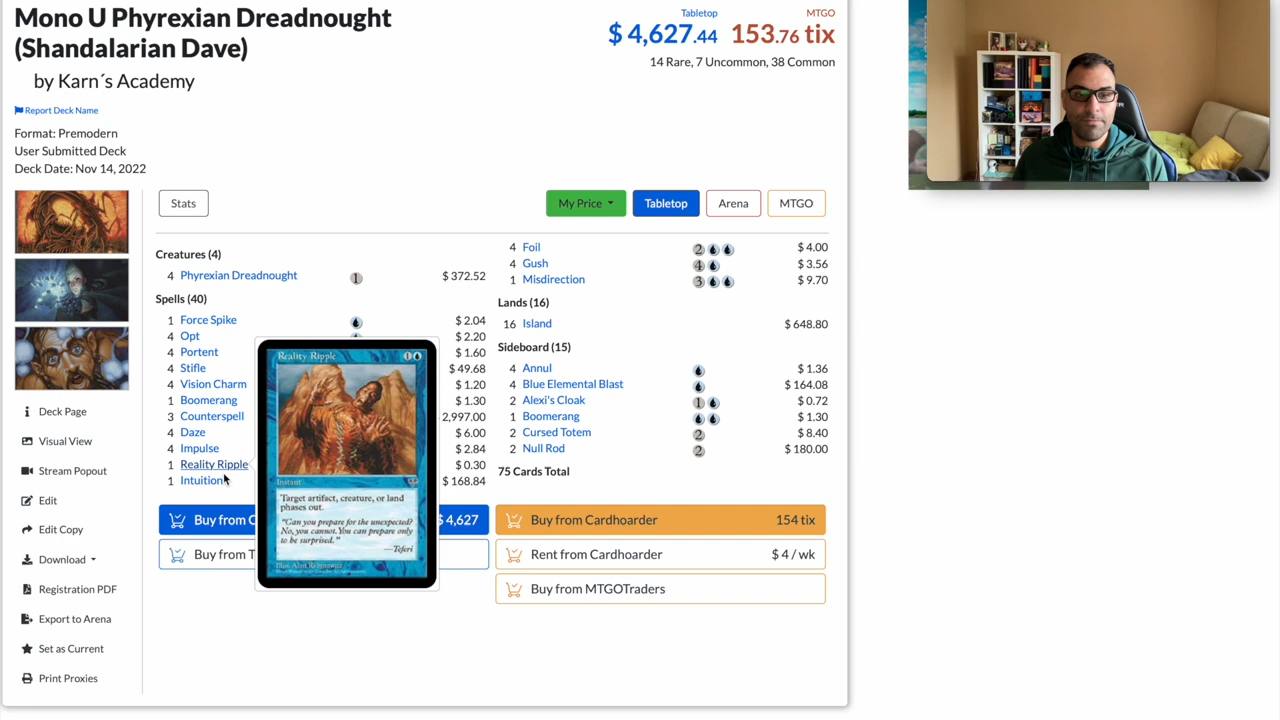 Mono U Phyrexian Dreadnought
(Shandalarian Dave)
by Karn´s Academy
Tabletop
$ 4,627.44
MTGO
153.76 tix
14 Rare, 7 Uncommon, 38 Common
Report Deck Name
Format: Premodern
User Submitted Deck
Deck Date: Nov 14, 2022
Stats
My Price
Tabletop
Arena
MTGO
Creatures (4)
4 Phyrexian Dreadnought 1 $ 372.52
Spells (40)
1 Force Spike $ 2.04
4 Opt $ 2.20
4 Portent $ 1.60
4 Stifle $ 49.68
4 Vision Charm $ 1.20
1 Boomerang $ 1.30
3 Counterspell 2,997.00
4 Daze $ 6.00
4 Impulse $ 2.84
1 Reality Ripple $ 0.30
1 Intuition $ 168.84
4 Foil 2 $ 4.00
4 Gush 4 $ 3.56
1 Misdirection 3 $ 9.70
Lands (16)
16 Island $ 648.80
Sideboard (15)
4 Annul $ 1.36
4 Blue Elemental Blast $ 164.08
2 Alexi's Cloak 1 $ 0.72
1 Boomerang $ 1.30
2 Cursed Totem 2 $ 8.40
2 Null Rod 2 $ 180.00
75 Cards Total
Reality Ripple 1
Instant
Target artifact, creature, or land
phases out.
"Can you prepare for the unexpected?
No, you cannot. You can prepare only
to be surprised."
—Teferi
Illus. Alan Rabinowitz
Buy from C
$ 4,627
Buy from T
Buy from Cardhoarder 154 tix
Rent from Cardhoarder $ 4 / wk
Buy from MTGOTraders
Deck Page
Visual View
Stream Popout
Edit
Edit Copy
Download
Registration PDF
Export to Arena
Set as Current
Print Proxies